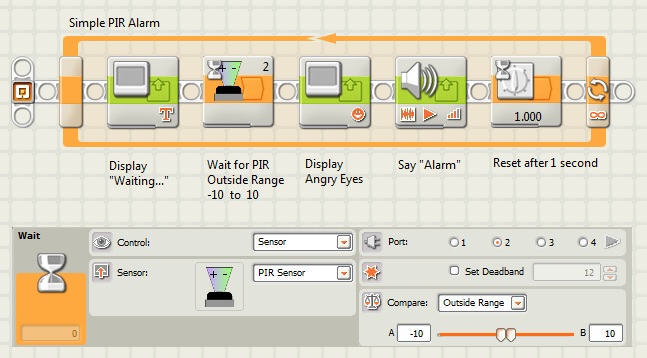 Simple PIR Alarm
2
T
1.000
Display
"Waiting..."
Wait for PIR
Outside Range
-10 to 10
Display
Angry Eyes
Say "Alarm"
Reset after 1 second
Wait
0
Control:
Sensor
Sensor:
PIR Sensor
Port:
1
2
3
4
Set Deadband
12
Compare:
Outside Range
A
-10
B
10